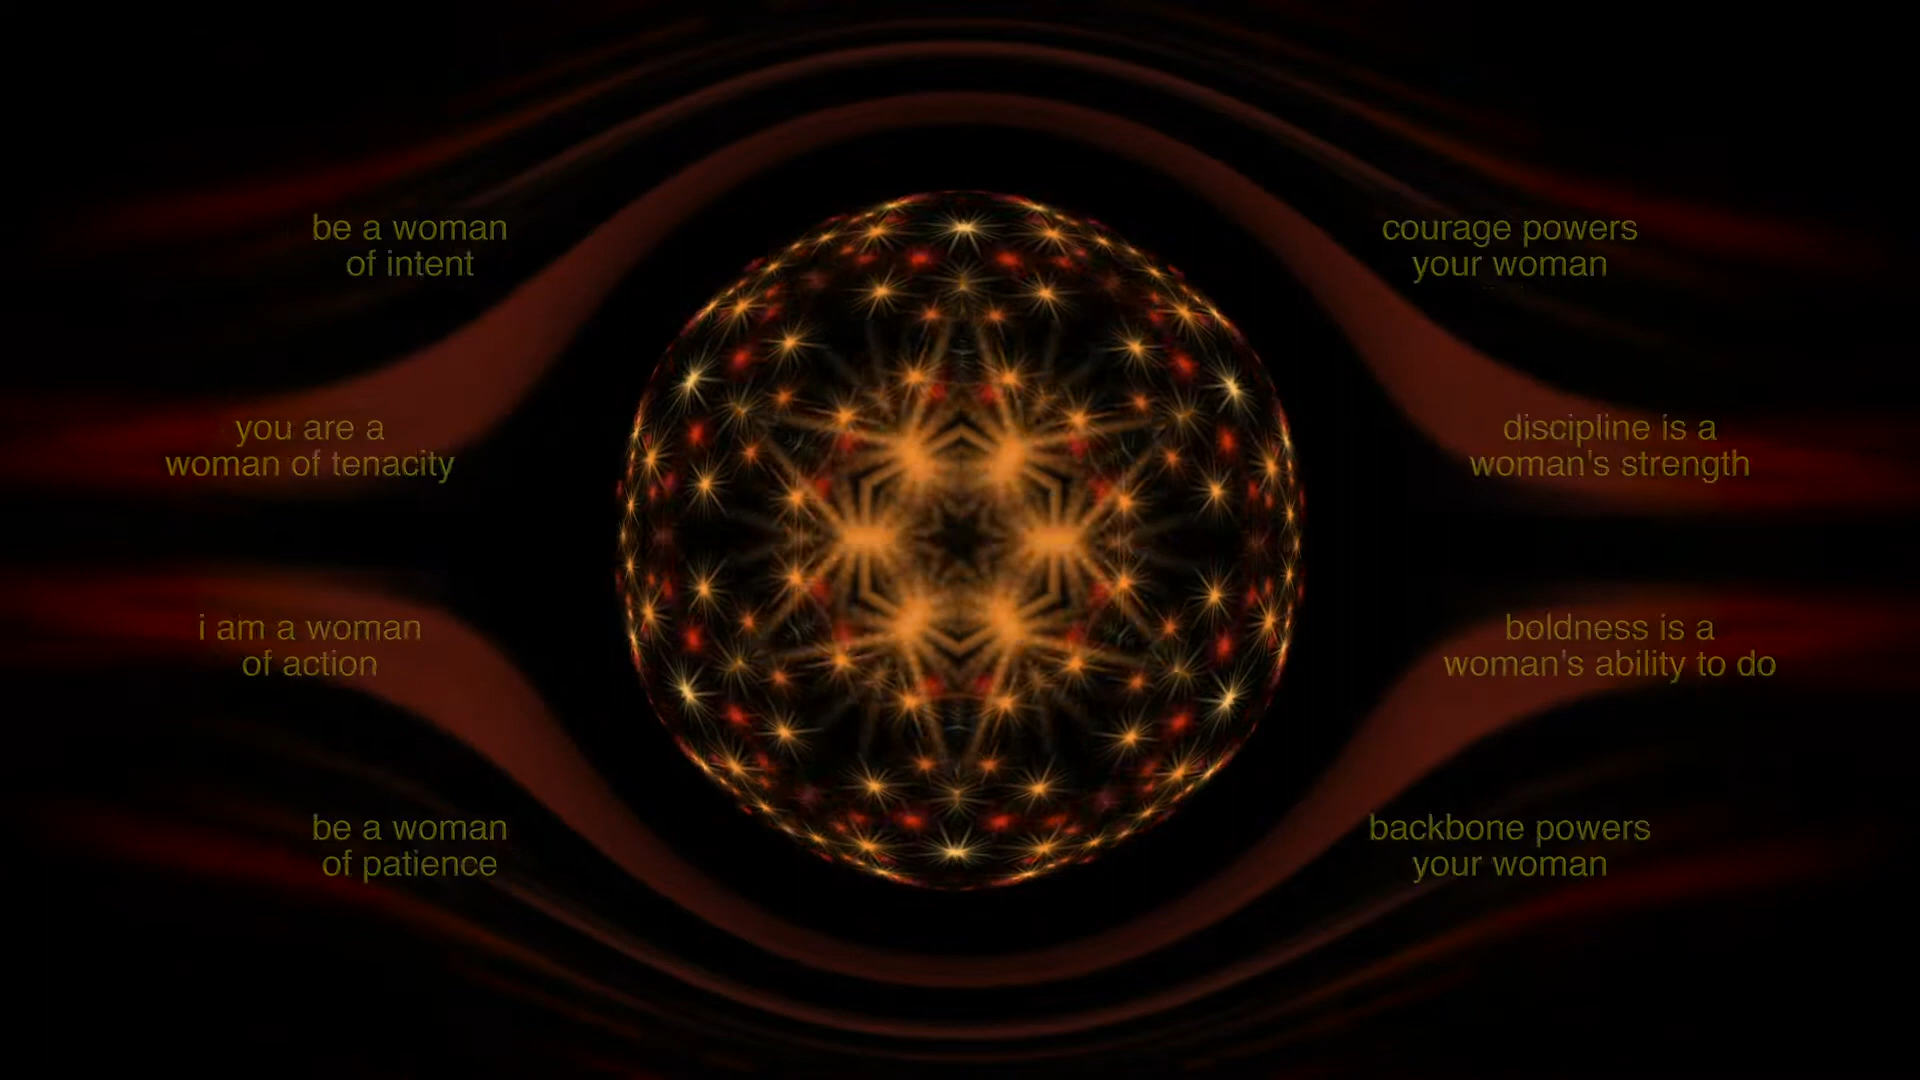 be a woman
of intent
you are a
woman of tenacity
i am a woman
of action
be a woman
of patience
courage powers
your woman
discipline is a
woman's strength
boldness is a
woman's ability to do
backbone powers
your woman